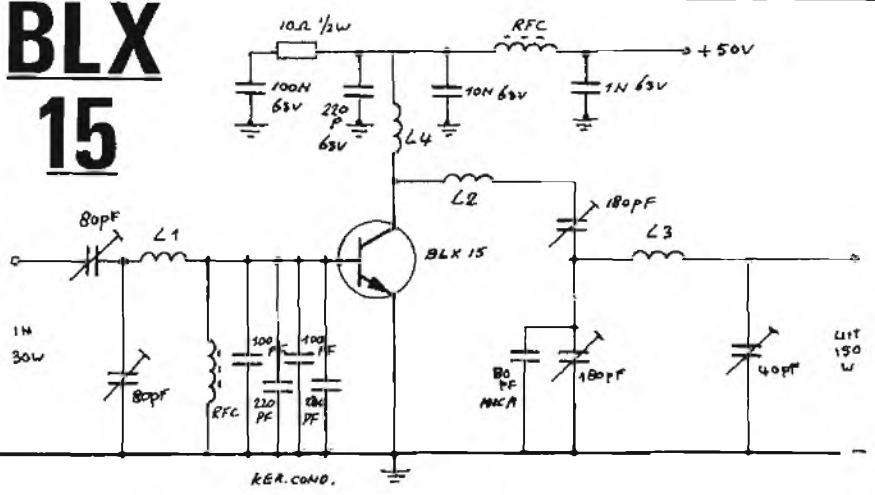 BLX
15
10Ω ½W
RFC
+50V
100N
63V
220
P
63V
10N 63V
1N 63V
L4
L2
80pF
L1
180pF
L3
BLX 15
IN
30W
80pF
RFC
100
PF
100
PF
220
PF
PF
80
PF
MICA
180pF
40pF
UIT
150
W
KER. COND.